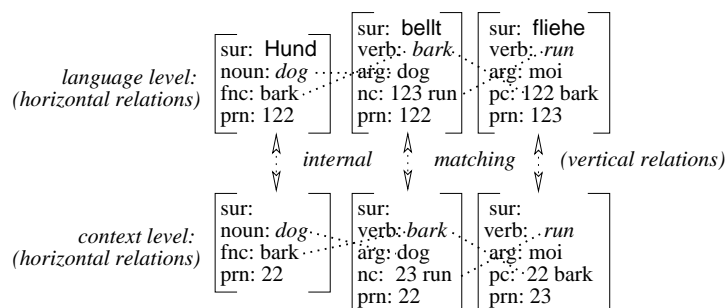 sur: Hund
noun: dog
fnc: bark
prn: 122
sur: bellt
verb: bark
arg: dog
nc: 123 run
prn: 122
sur: fliehe
verb: run
arg: moi
pc: 122 bark
prn: 123
language level:
(horizontal relations)
internal matching (vertical relations)
context level:
(horizontal relations)
sur:
noun: dog
fnc: bark
prn: 22
sur:
verb: bark
arg: dog
nc: 23 run
prn: 22
sur:
verb: run
arg: moi
pc: 22 bark
prn: 23